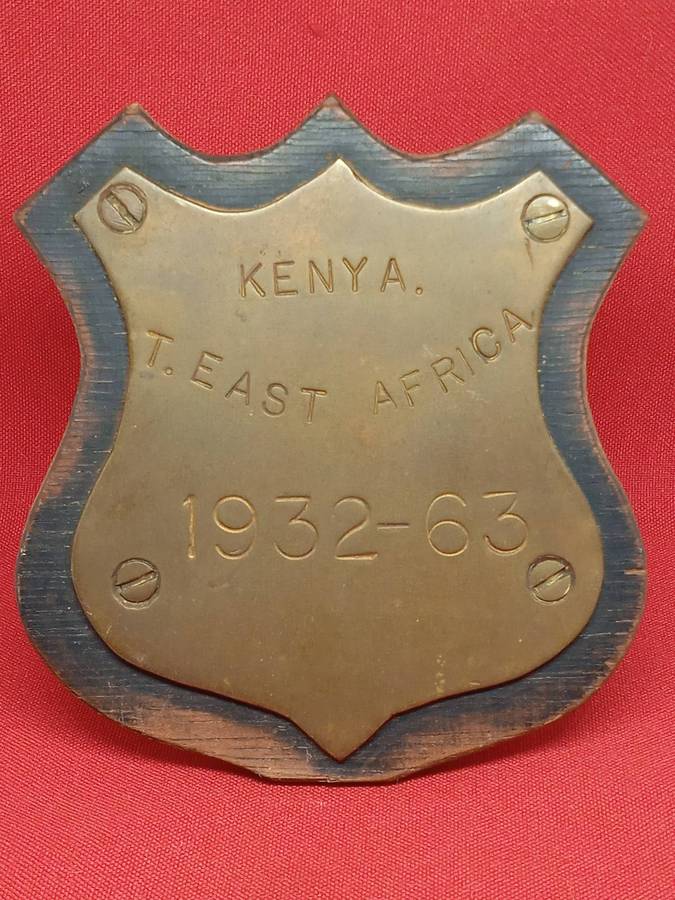 KENYA.
T. EAST AFRICA
1932-63